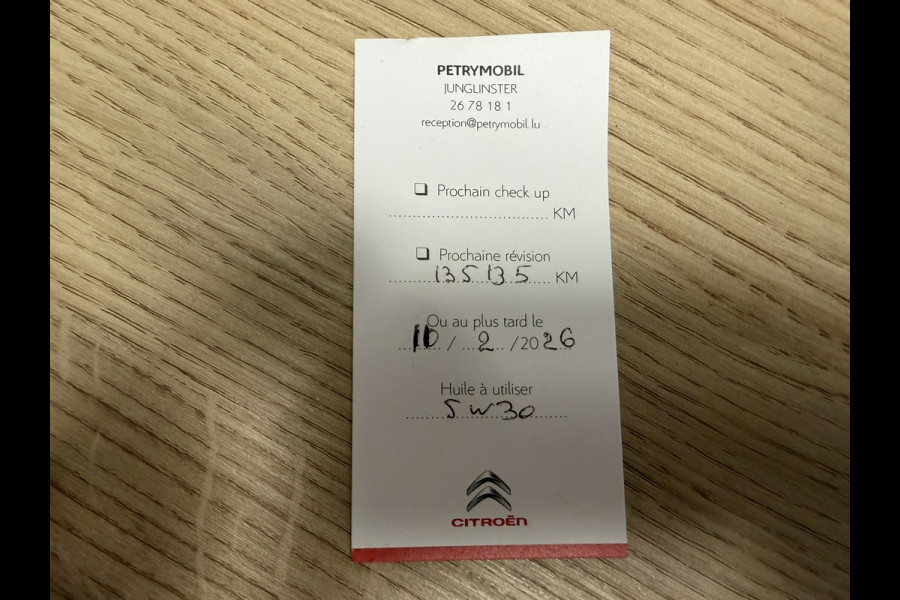 PETRYMOBIL
JUNGLINSTER
26 78 18 1
reception@petrymobil.lu
❑ Prochain check up
.................................. KM
❑ Prochaine révision
135135 KM
Ou au plus tard le
10 / 2 /2026
Huile à utiliser
5W30
CITROËN